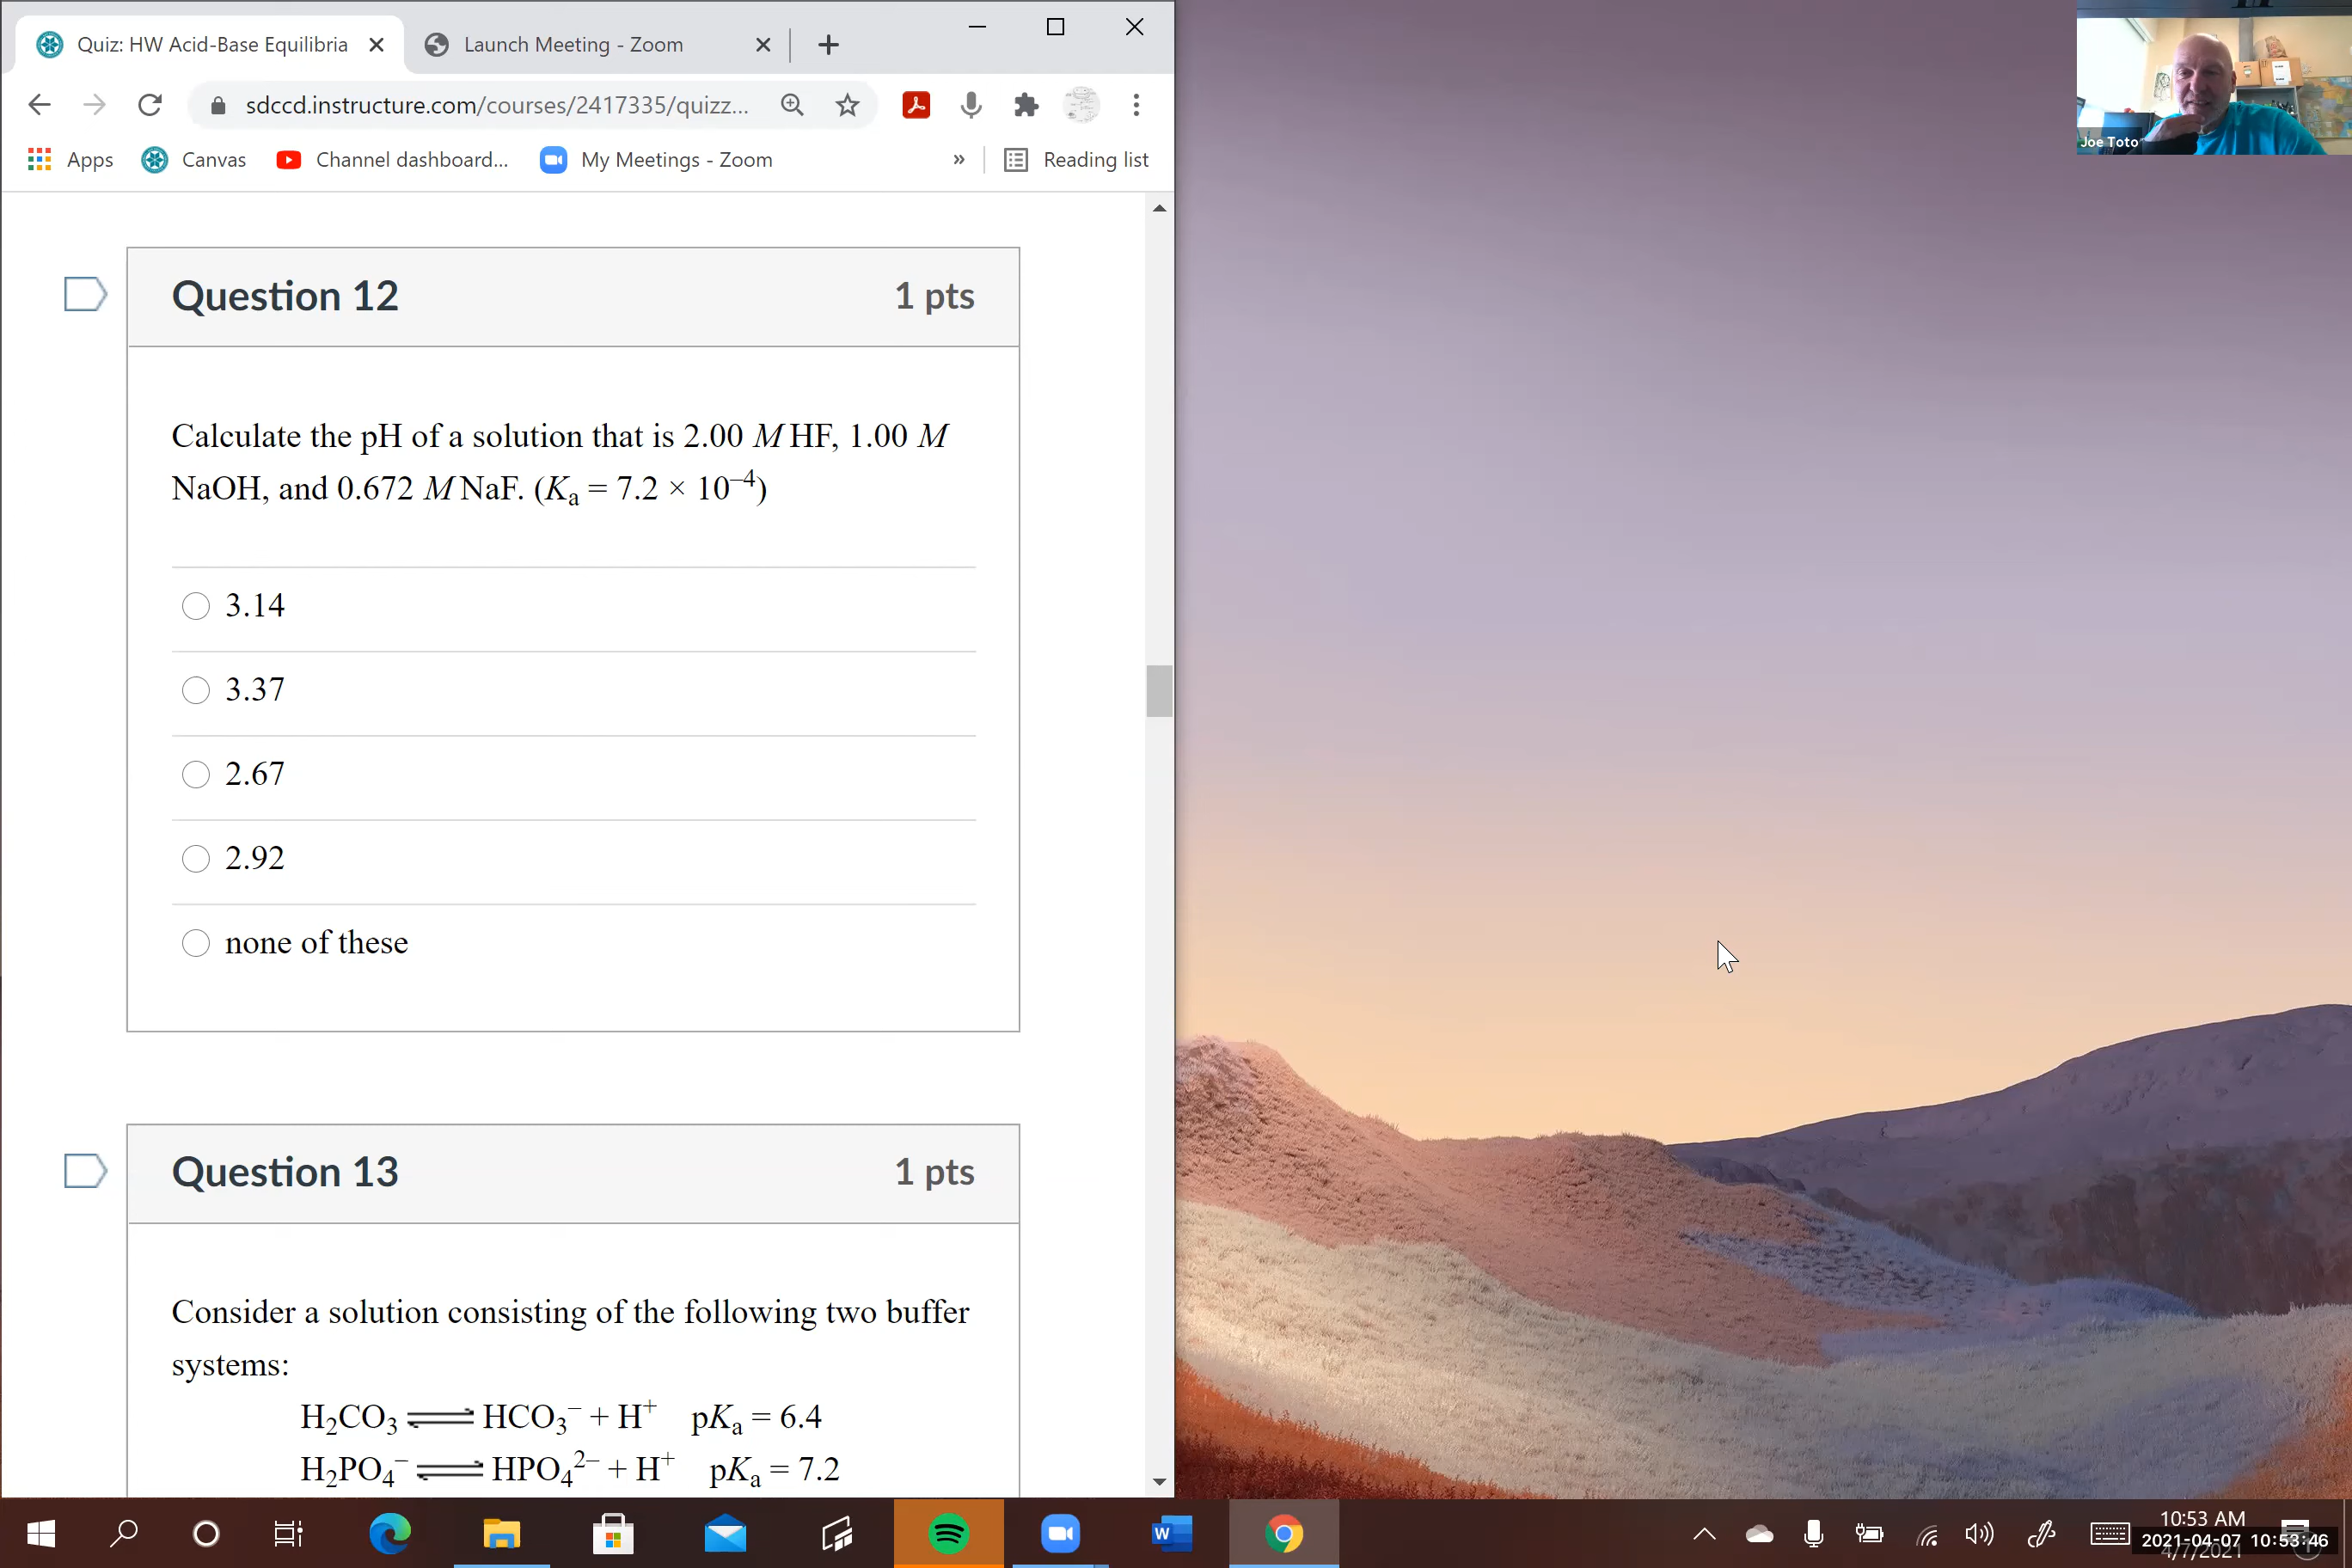 Quiz: HW Acid-Base Equilibria
Launch Meeting - Zoom
sdccd.instructure.com/courses/2417335/quizz...
Apps
Canvas
Channel dashboard...
My Meetings - Zoom
»
Reading list
Joe Toto
Question 12
1 pts
Calculate the pH of a solution that is 2.00 M HF, 1.00 M
NaOH, and 0.672 M NaF. (Kₐ = 7.2 × 10⁻⁴)
3.14
3.37
2.67
2.92
none of these
Question 13
1 pts
Consider a solution consisting of the following two buffer
systems:
H₂CO₃ ⇌ HCO₃⁻ + H⁺ pKₐ = 6.4
H₂PO₄⁻ ⇌ HPO₄²⁻ + H⁺ pKₐ = 7.2
W
10:53 AM
2021-04-07 10:53:46
4/7/2021